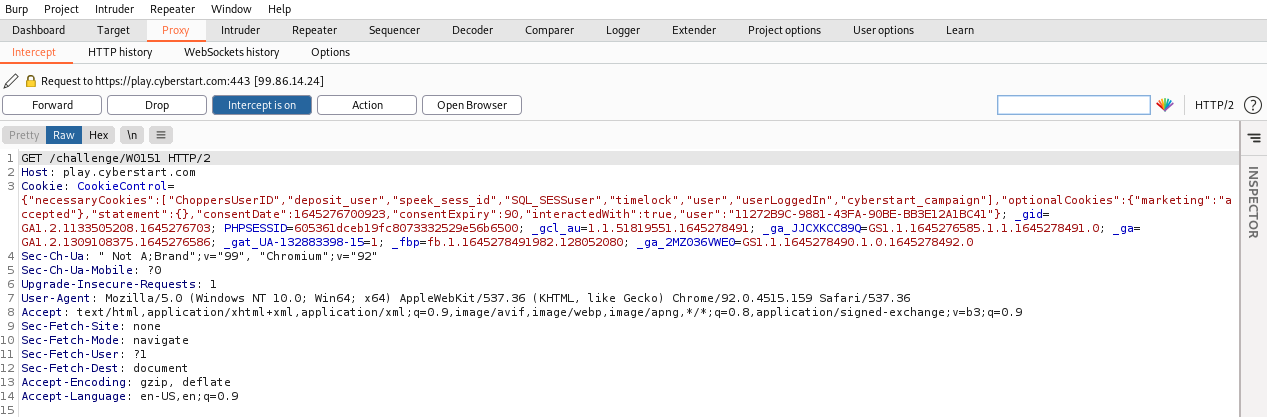 Burp Project Intruder Repeater Window Help
Dashboard Target Proxy Intruder Repeater Sequencer Decoder Comparer Logger Extender Project options User options Learn
Intercept HTTP history WebSockets history Options
Request to https://play.cyberstart.com:443 [99.86.14.24]
Forward Drop Intercept is on Action Open Browser HTTP/2 ?
Pretty Raw Hex \n
INSPECTOR
1 GET /challenge/W0151 HTTP/2
2 Host: play.cyberstart.com
3 Cookie: CookieControl=
{"necessaryCookies":["ChoppersUserID","deposit_user","speek_sess_id","SQL_SESSuser","timelock","user","userLoggedIn","cyberstart_campaign"],"optionalCookies":{"marketing":"a
ccepted"},"statement":{},"consentDate":1645276700923,"consentExpiry":90,"interactedWith":true,"user":"11272B9C-9881-43FA-90BE-BB3E12A1BC41"}; _gid=
GA1.2.1133505208.1645276703; PHPSESSID=605361dceb19fc8073332529e56b6500; _gcl_au=1.1.51819551.1645278491; _ga_JJCXKCC89Q=GS1.1.1645276585.1.1.1645278491.0; _ga=
GA1.2.1309108375.1645276586; _gat_UA-132883398-15=1; _fbp=fb.1.1645278491982.128052080; _ga_2MZ036VWE0=GS1.1.1645278490.1.0.1645278492.0
4 Sec-Ch-Ua: " Not A;Brand";v="99", "Chromium";v="92"
5 Sec-Ch-Ua-Mobile: ?0
6 Upgrade-Insecure-Requests: 1
7 User-Agent: Mozilla/5.0 (Windows NT 10.0; Win64; x64) AppleWebKit/537.36 (KHTML, like Gecko) Chrome/92.0.4515.159 Safari/537.36
8 Accept: text/html,application/xhtml+xml,application/xml;q=0.9,image/avif,image/webp,image/apng,*/*;q=0.8,application/signed-exchange;v=b3;q=0.9
9 Sec-Fetch-Site: none
10 Sec-Fetch-Mode: navigate
11 Sec-Fetch-User: ?1
12 Sec-Fetch-Dest: document
13 Accept-Encoding: gzip, deflate
14 Accept-Language: en-US,en;q=0.9
15